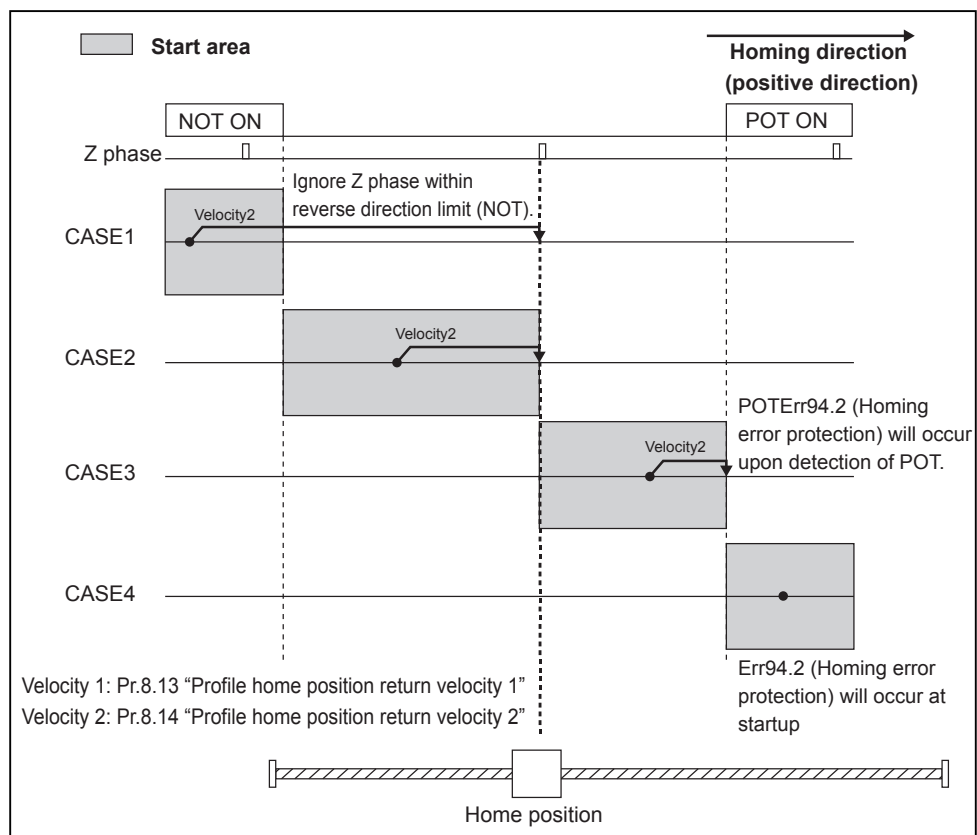 Start area
Homing direction
(positive direction)
NOT ON
POT ON
Z phase
Ignore Z phase within
reverse direction limit (NOT).
Velocity2
CASE1
Velocity2
CASE2
POTErr94.2 (Homing
error protection) will occur
upon detection of POT.
Velocity2
CASE3
CASE4
Velocity 1: Pr.8.13 “Profile home position return velocity 1”
Velocity 2: Pr.8.14 “Profile home position return velocity 2”
Err94.2 (Homing error
protection) will occur at
startup
Home position